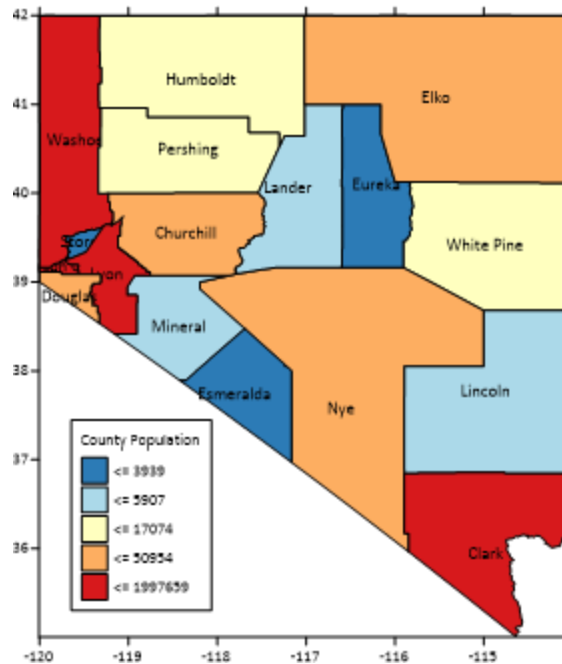 42
Humboldt
Elko
41
Washoe
Pershing
Lander
Eureka
40
Churchill
White Pine
Storey
Lyon
39
Douglas
Mineral
38
Esmeralda
Lincoln
Nye
County Population
37
<= 3939
<= 5907
<= 17074
<= 50954
<= 1997659
36
Clark
-120
-119
-118
-117
-116
-115